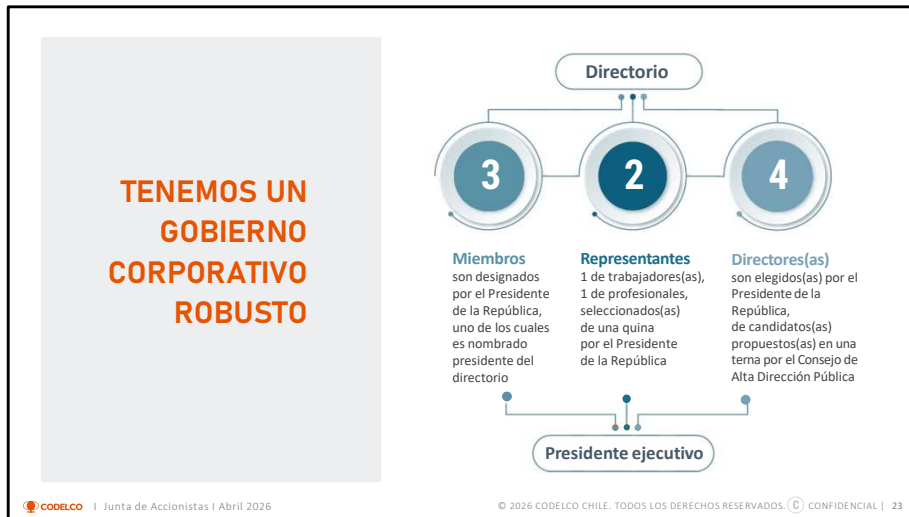 TENEMOS UN
GOBIERNO
CORPORATIVO
ROBUSTO
Directorio
3
2
4
Miembros
son designados
por el Presidente
de la República,
uno de los cuales
es nombrado
presidente del
directorio
Representantes
1 de trabajadores(as),
1 de profesionales,
seleccionados(as)
de una quina
por el Presidente
de la República
Directores(as)
son elegidos(as) por el
Presidente de la
República,
de candidatos(as)
propuestos(as) en una
terna por el Consejo de
Alta Dirección Pública
Presidente ejecutivo
CODELCO I Junta de Accionistas I Abril 2026
© 2026 CODELCO CHILE. TODOS LOS DERECHOS RESERVADOS. C CONFIDENCIAL | 23